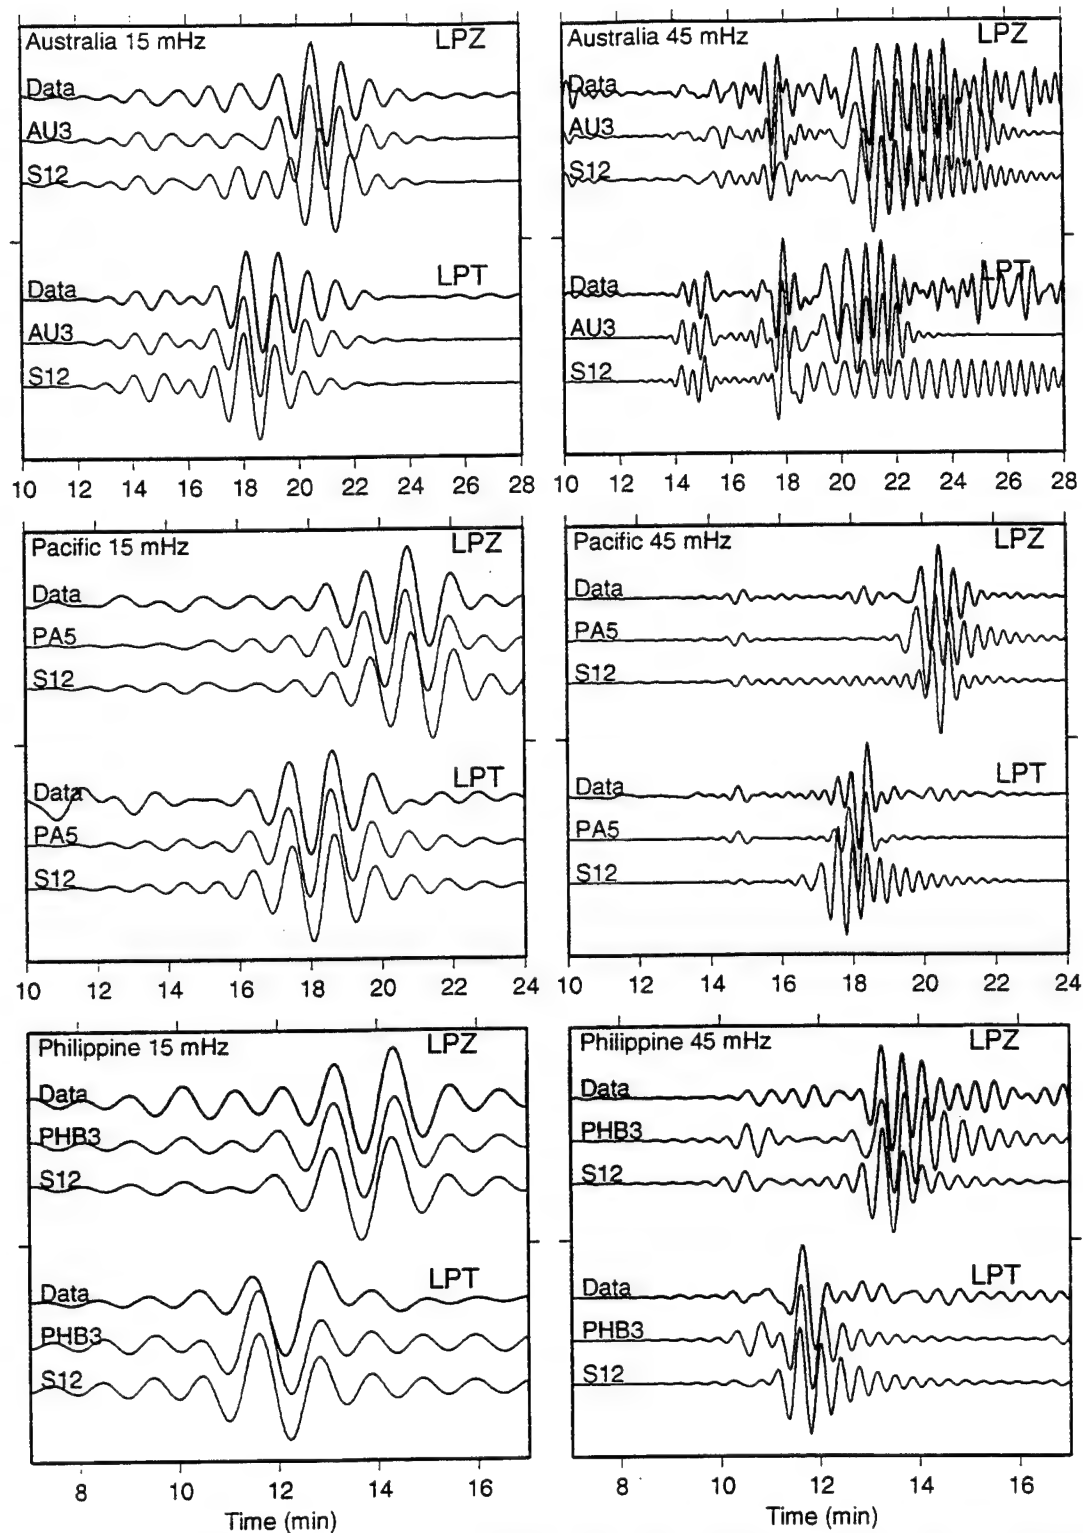 Australia 15 mHz LPZ
Data
AU3
S12
LPT
Data
AU3
S12
10 12 14 16 18 20 22 24 26 28
Australia 45 mHz LPZ
Data
AU3
S12
LPT
Data
AU3
S12
10 12 14 16 18 20 22 24 26 28
Pacific 15 mHz LPZ
Data
PA5
S12
LPT
Data
PA5
S12
10 12 14 16 18 20 22 24
Pacific 45 mHz LPZ
Data
PA5
S12
LPT
Data
PA5
S12
10 12 14 16 18 20 22 24
Philippine 15 mHz LPZ
Data
PHB3
S12
LPT
Data
PHB3
S12
8 10 12 14 16
Time (min)
Philippine 45 mHz LPZ
Data
PHB3
S12
LPT
Data
PHB3
S12
8 10 12 14 16
Time (min)